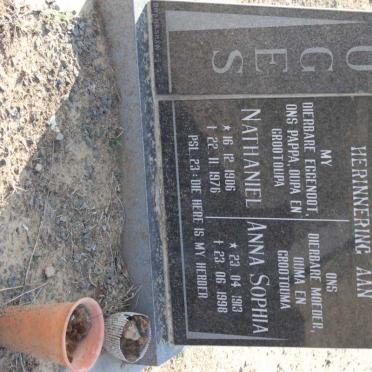 UGES
HERINNERING AAN
MY
DIERBARE EGGENOOT,
ONS PAPPA, OUPA EN
GROOTOUPA
NATHANIEL
★ 16. 12. 1906
† 22. 11. 1976
ONS
DIERBARE MOEDER,
OUMA EN
GROOTOUMA
ANNA SOPHIA
★ 23. 04. 1913
† 23. 06. 1998
PSL. 23: DIE HERE IS MY HERDER